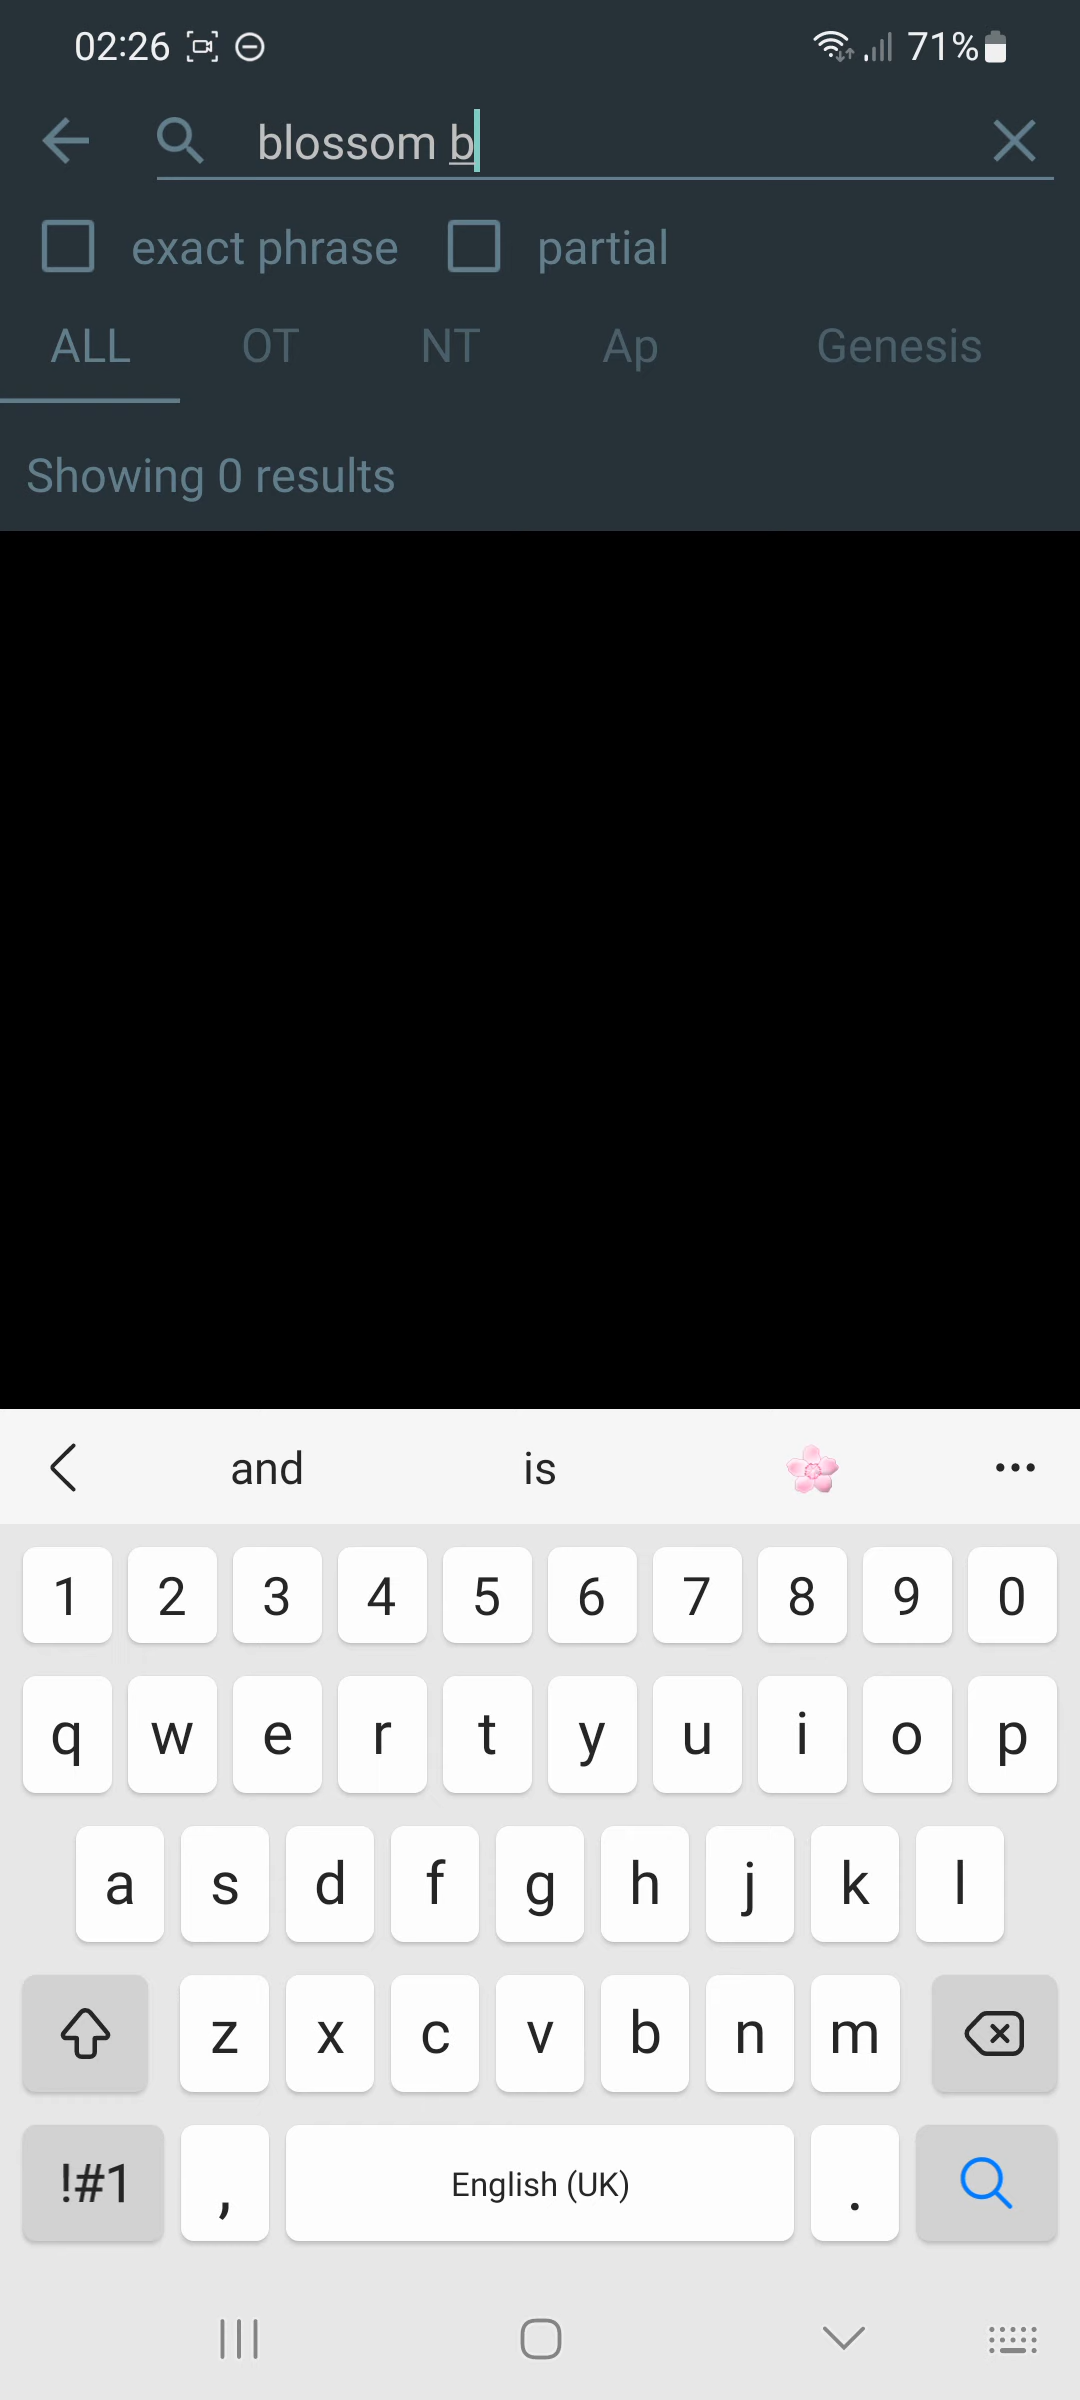 02:26 71%
blossom b
exact phrase partial
ALL OT NT Ap Genesis
Showing 0 results
and is 🌸 •••
1 2 3 4 5 6 7 8 9 0
q w e r t y u i o p
a s d f g h j k l
z x c v b n m
!#1 , English (UK) .